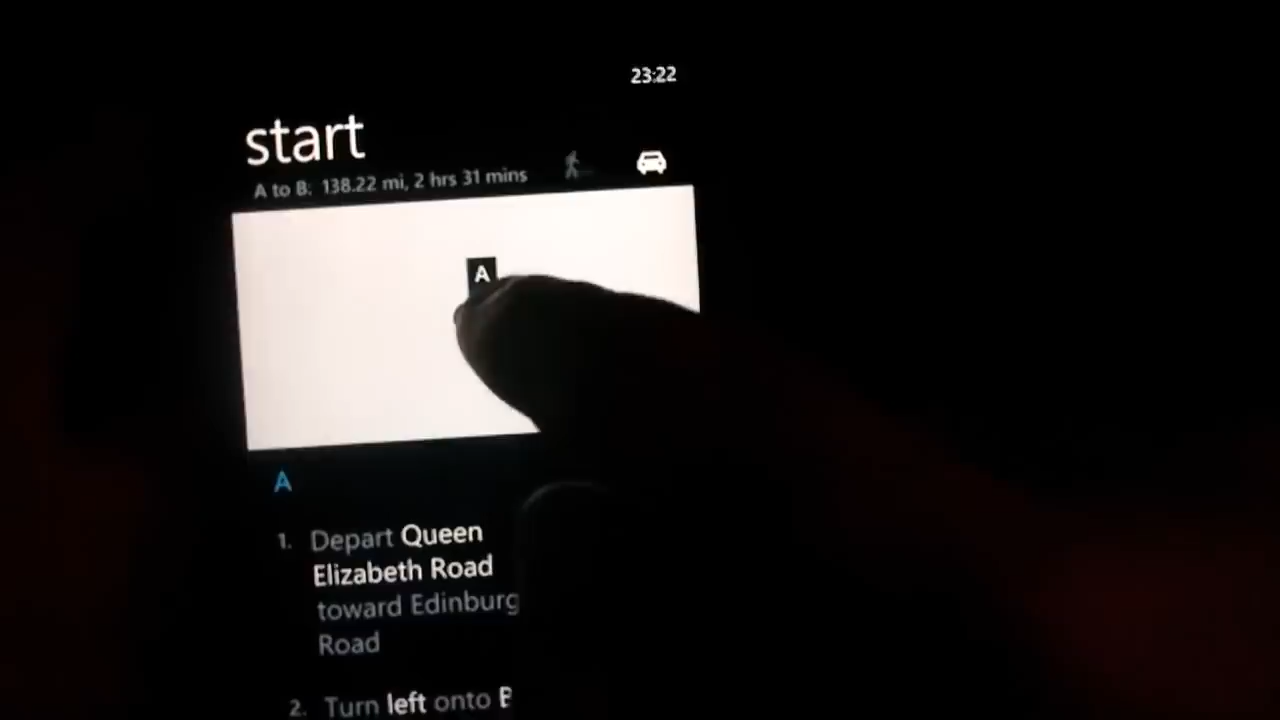 23:22
start
A to B: 138.22 mi, 2 hrs 31 mins
A
A
1. Depart Queen
Elizabeth Road
toward Edinburg
Road
2. Turn left onto